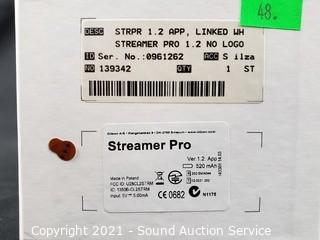 48.
DESC STRPR 1.2 APP, LINKED WH
STREAMER PRO 1.2 NO LOGO
ID Ser. No.:0961262 ACC S ilza
NO 139342 QTY 1 ST
Streamer Pro
Made in Poland
Ver.1.2 App
520 mAh
CE 0682
N1175
Copyright © 2021 - Sound Auction Service